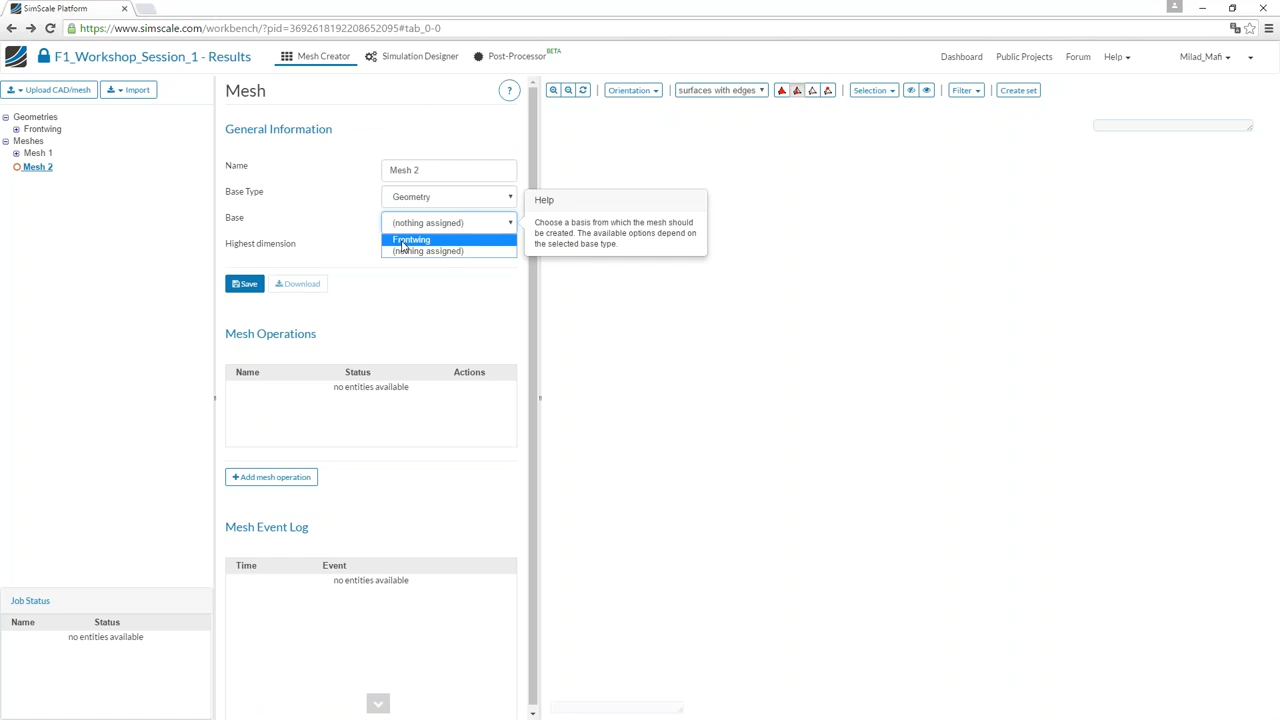 SimScale Platform
https://www.simscale.com/workbench/?pid=3692618192208652095#tab_0-0
F1_Workshop_Session_1 - Results
Mesh Creator
Simulation Designer
Post-Processor BETA
Dashboard
Public Projects
Forum
Help
Milad_Mafi
Upload CAD/mesh
Import
Geometries
Frontwing
Meshes
Mesh 1
Mesh 2
Job Status
Name Status
no entities available
Mesh
?
General Information
Name Mesh 2
Base Type Geometry
Base (nothing assigned)
Frontwing
(nothing assigned)
Highest dimension
Save
Download
Mesh Operations
Name Status Actions
no entities available
Add mesh operation
Mesh Event Log
Time Event
no entities available
Help
Choose a basis from which the mesh should
be created. The available options depend on
the selected base type.
Orientation
surfaces with edges
Selection
Filter
Create set